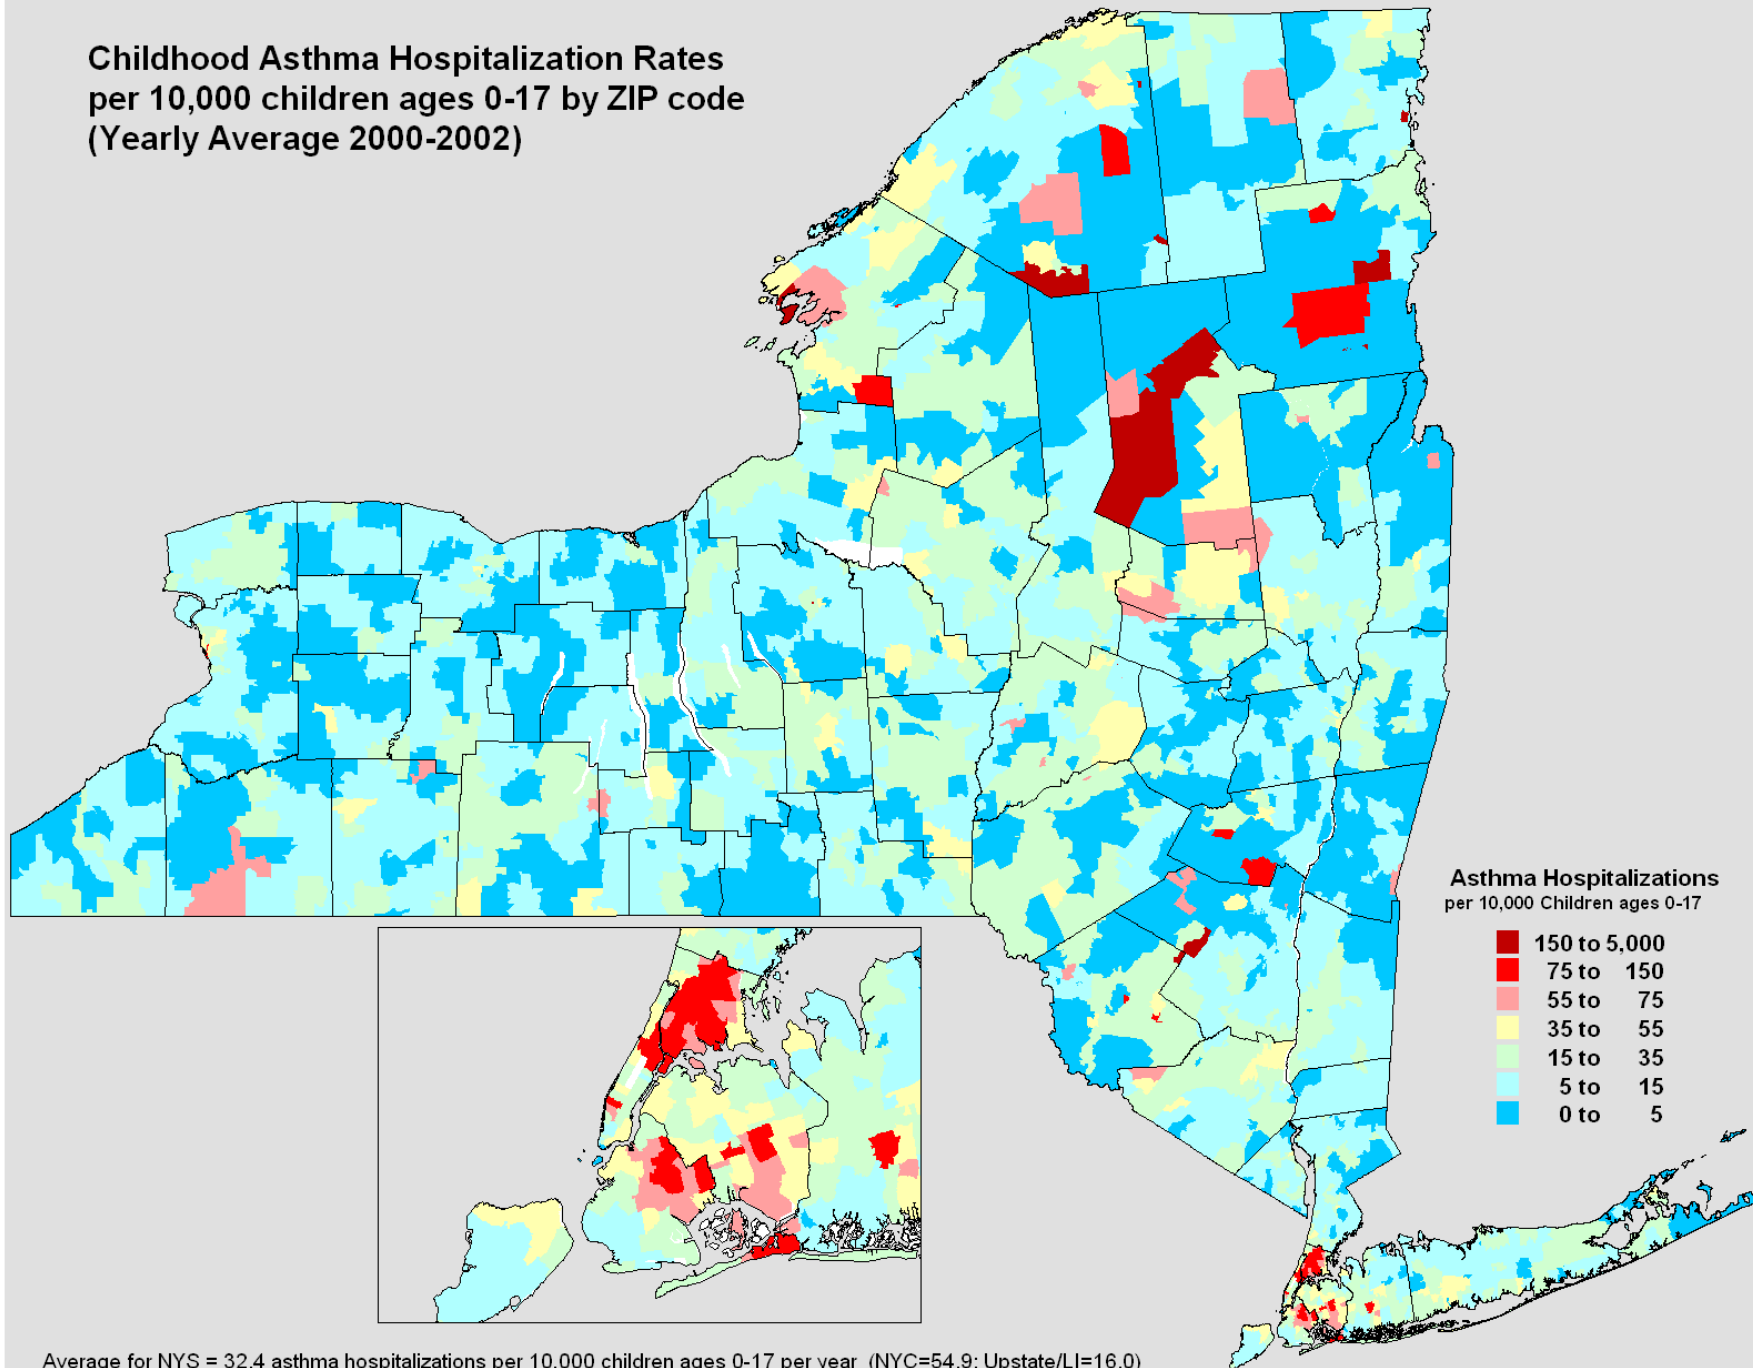 Childhood Asthma Hospitalization Rates
per 10,000 children ages 0-17 by ZIP code
(Yearly Average 2000-2002)
Asthma Hospitalizations
per 10,000 Children ages 0-17
150 to 5,000
75 to 150
55 to 75
35 to 55
15 to 35
5 to 15
0 to 5
Average for NYS = 32.4 asthma hospitalizations per 10,000 children ages 0-17 per year (NYC=54.9; Upstate/LI=16.0)